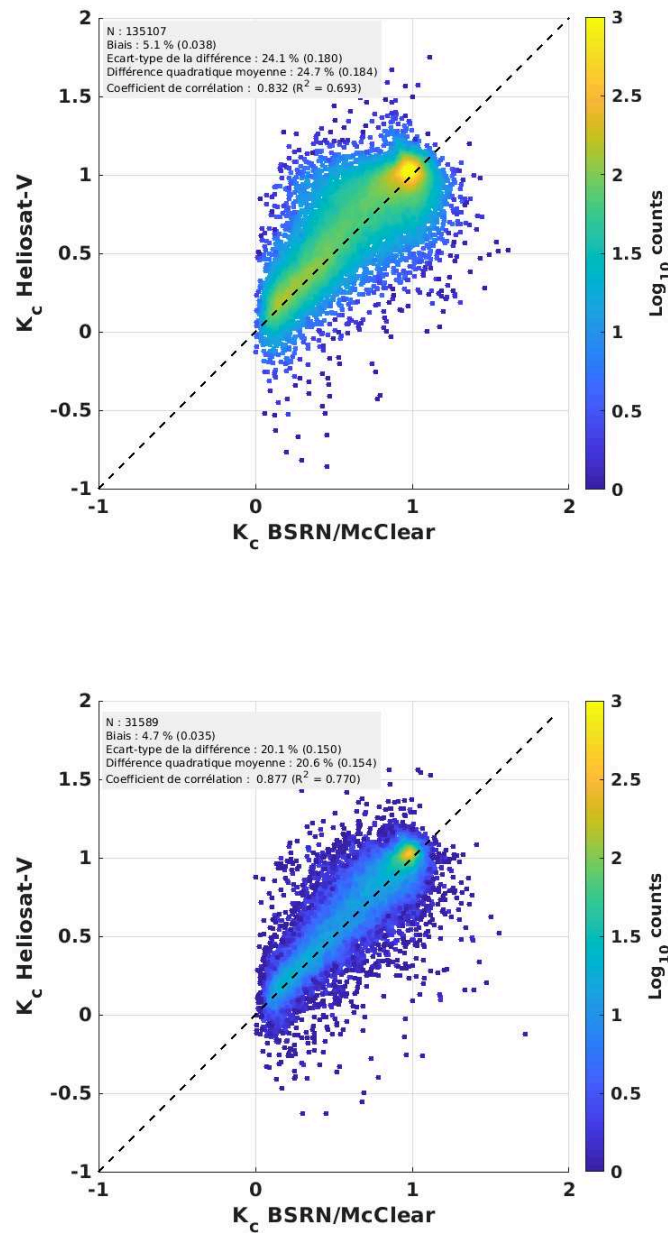 N : 135107
Biais : 5.1 % (0.038)
Ecart-type de la différence : 24.1 % (0.180)
Différence quadratique moyenne : 24.7 % (0.184)
Coefficient de corrélation : 0.832 (R² = 0.693)
2
1.5
1
0.5
0
-0.5
-1
K_c Heliosat-V
-1
0
1
2
K_c BSRN/McClear
3
2.5
2
1.5
1
0.5
0
Log₁₀ counts
N : 31589
Biais : 4.7 % (0.035)
Ecart-type de la différence : 20.1 % (0.150)
Différence quadratique moyenne : 20.6 % (0.154)
Coefficient de corrélation : 0.877 (R² = 0.770)
2
1.5
1
0.5
0
-0.5
-1
K_c Heliosat-V
-1
0
1
2
K_c BSRN/McClear
3
2.5
2
1.5
1
0.5
0
Log₁₀ counts